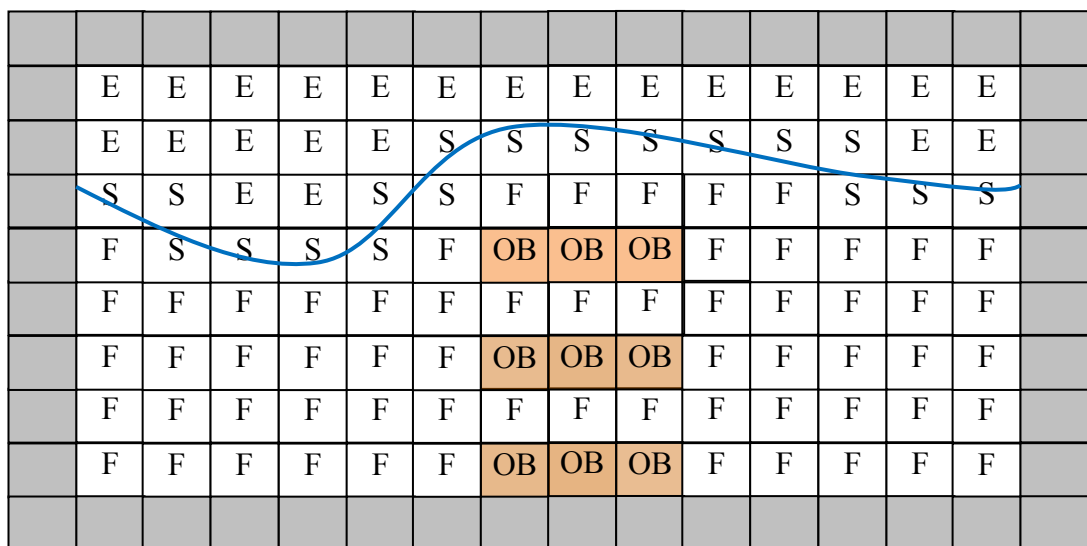 E E E E E E E E E E E E E E
E E E E E S S S S S S S E E
S S E E S S F F F F F S S S
F S S S S F OB OB OB F F F F F
F F F F F F F F F F F F F F
F F F F F F OB OB OB F F F F F
F F F F F F F F F F F F F F
F F F F F F OB OB OB F F F F F